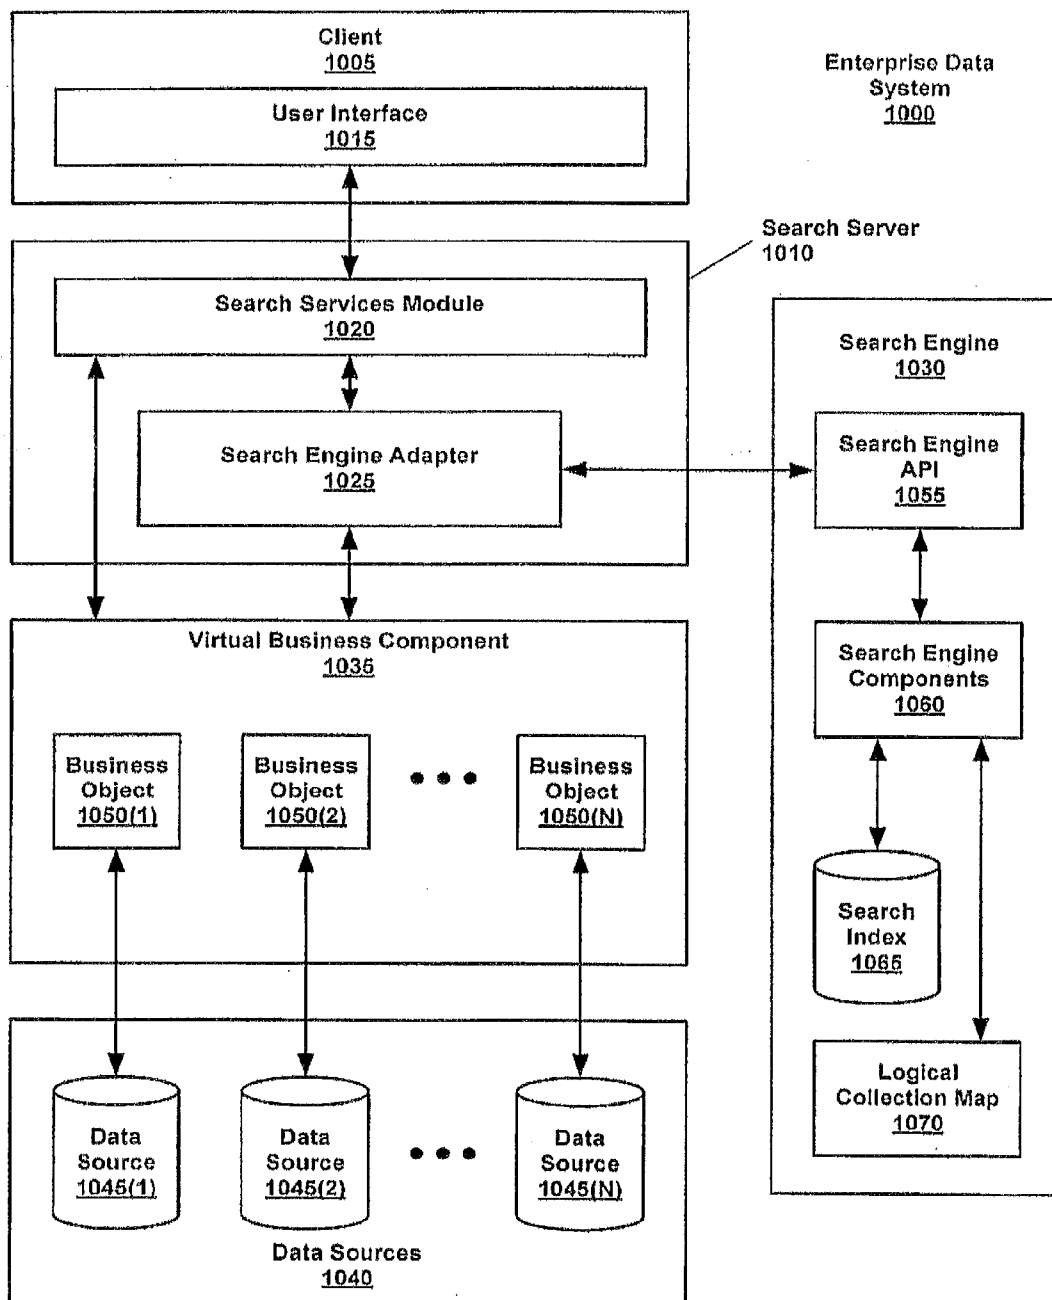 Client
1005
User Interface
1015
Enterprise Data
System
1000
Search Server
1010
Search Services Module
1020
Search Engine Adapter
1025
Search Engine
1030
Search Engine
API
1055
Search Engine
Components
1060
Search
Index
1065
Logical
Collection Map
1070
Virtual Business Component
1035
Business
Object
1050(1)
Business
Object
1050(2)
Business
Object
1050(N)
Data
Source
1045(1)
Data
Source
1045(2)
Data
Source
1045(N)
Data Sources
1040